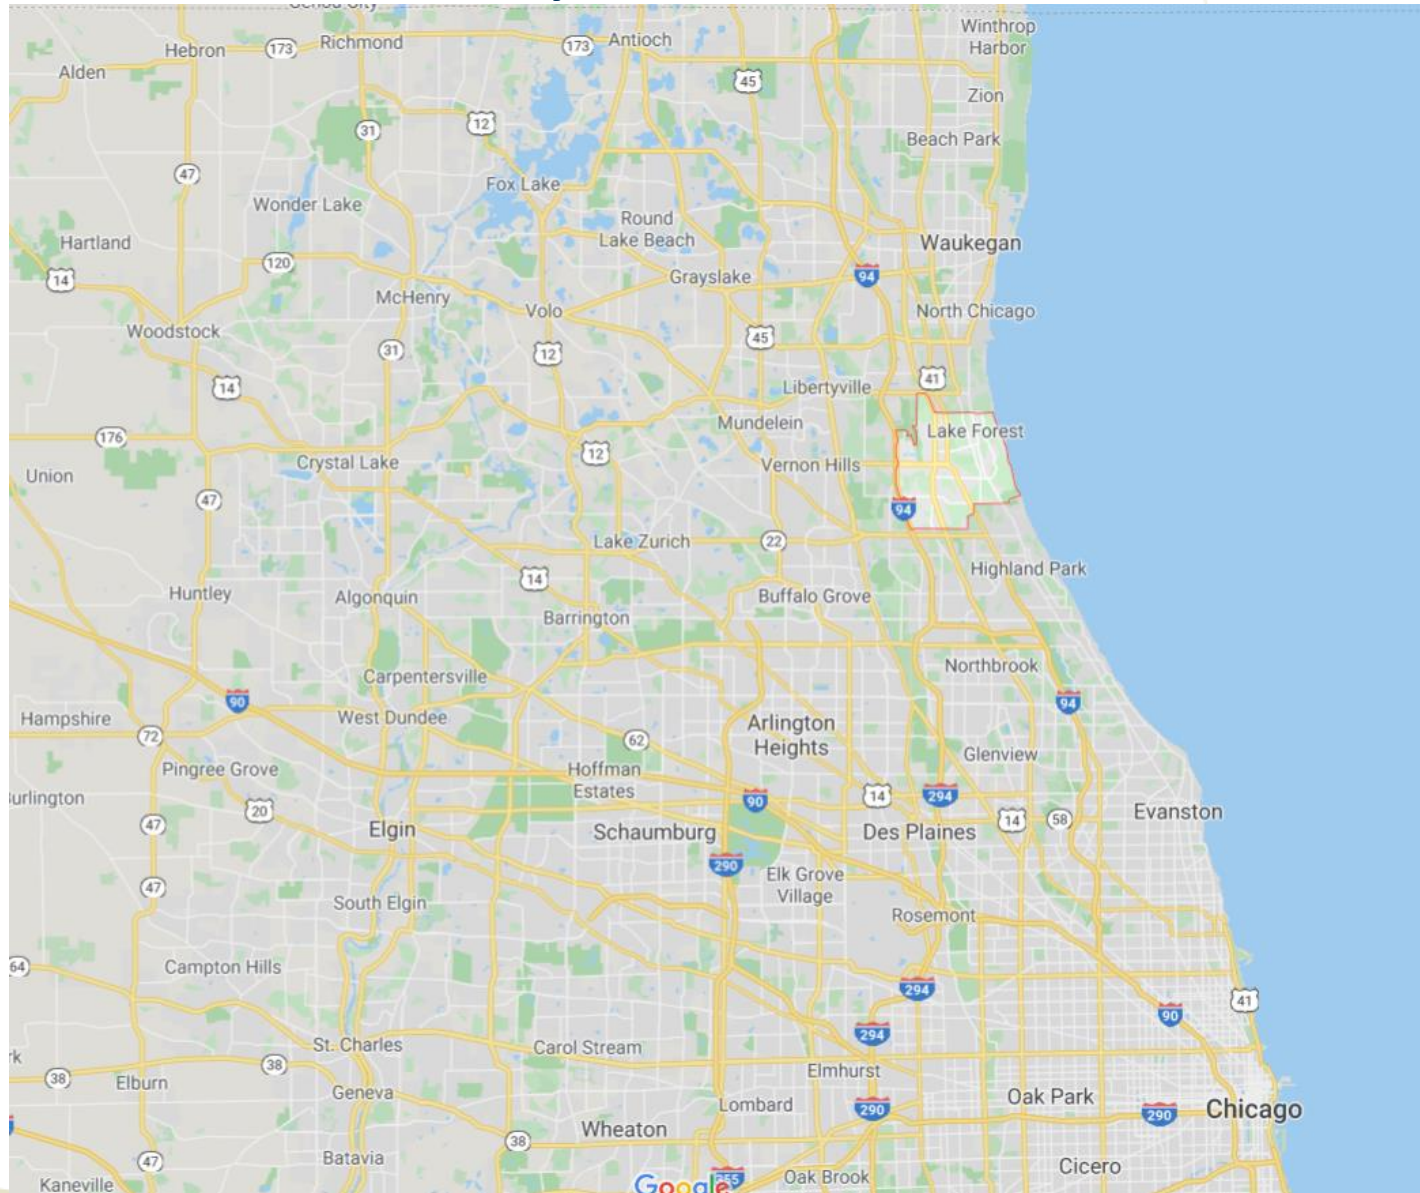 Genoa City
Winthrop
Harbor
Hebron
173
Richmond
173
Antioch
Alden
45
Zion
31
12
Beach Park
47
Fox Lake
Wonder Lake
Round
Lake Beach
Hartland
Waukegan
14
120
Grayslake
94
McHenry
Volo
North Chicago
Woodstock
31
12
45
14
Libertyville
41
Mundelein
Lake Forest
176
12
Crystal Lake
Vernon Hills
Union
47
94
Lake Zurich
22
14
Highland Park
Huntley
Algonquin
Buffalo Grove
Barrington
Northbrook
Carpentersville
90
94
Hampshire
West Dundee
Arlington
Heights
72
62
Glenview
Pingree Grove
Hoffman
Estates
urlington
20
90
14
294
Evanston
47
Elgin
Schaumburg
Des Plaines
14
58
290
47
Elk Grove
Village
South Elgin
Rosemont
64
Campton Hills
294
41
90
294
St. Charles
Carol Stream
rk
38
38
Elburn
Elmhurst
Geneva
Lombard
290
Oak Park
290
Chicago
Wheaton
38
47
Batavia
Cicero
Kaneville
Google
355
Oak Brook